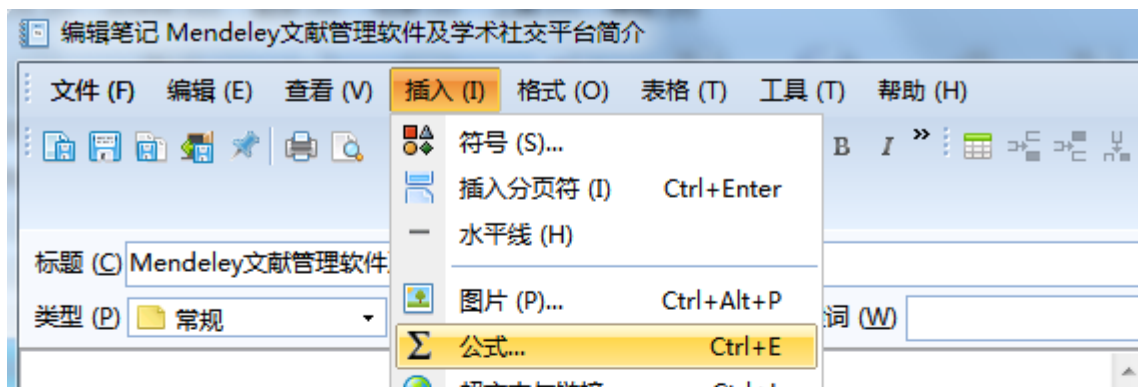 编辑笔记 Mendeley文献管理软件及学术社交平台简介
文件 (F) 编辑 (E) 查看 (V) 插入 (I) 格式 (O) 表格 (T) 工具 (T) 帮助 (H)
符号 (S)... B I »
插入分页符 (I) Ctrl+Enter
水平线 (H)
标题 (C) Mendeley文献管理软件
图片 (P)... Ctrl+Alt+P
类型 (P) 常规 词 (W)
Σ 公式... Ctrl+E